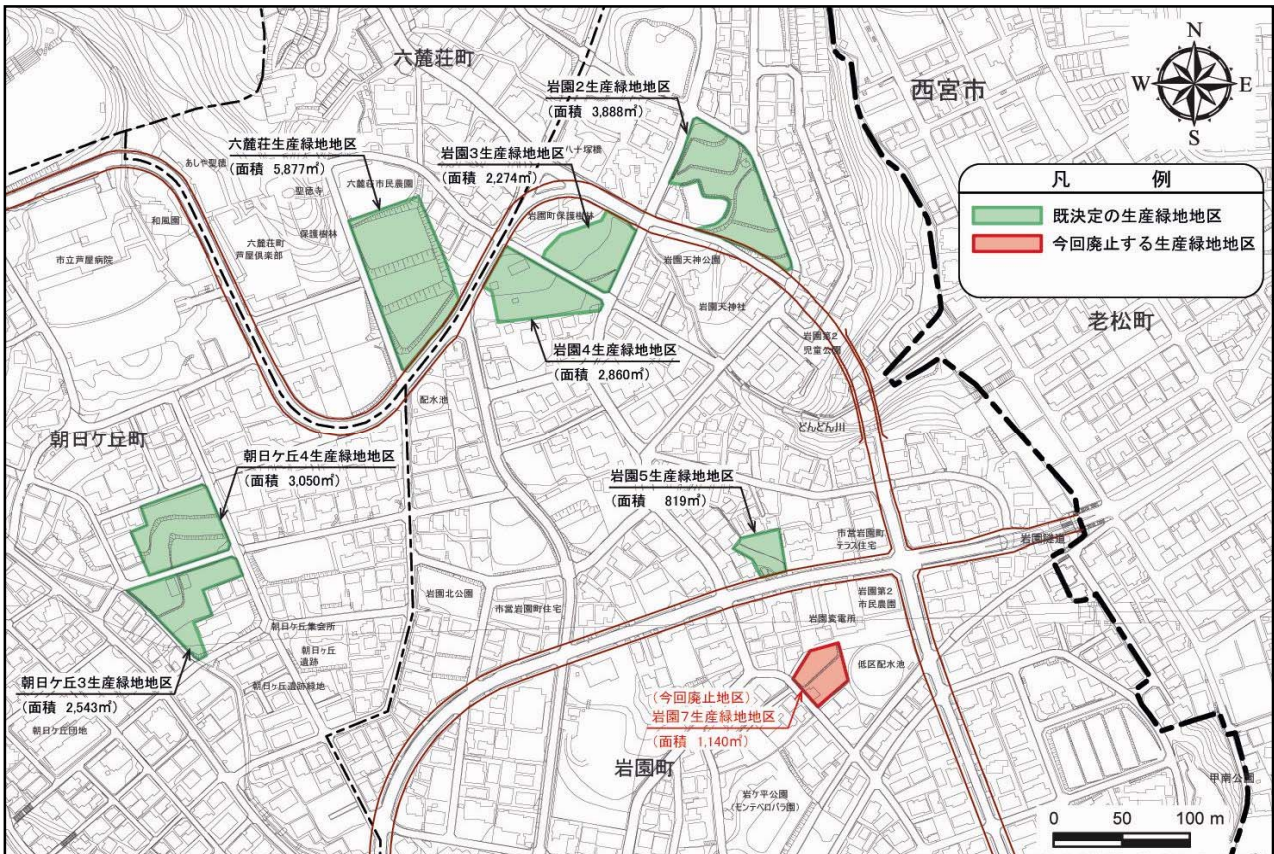 六麓荘町
西宮市
N
W
E
S
岩園2生産緑地地区
(面積 3,888㎡)
六麓荘生産緑地地区
(面積 5,877㎡)
岩園3生産緑地地区
(面積 2,274㎡)
八十塚橋
凡 例
既決定の生産緑地地区
今回廃止する生産緑地地区
あしや聖徳
聖徳寺
六麓荘市民農園
和風園
保護樹林
岩園町保護樹林
市立芦屋病院
六麓荘町
芦屋倶楽部
岩園天神公園
岩園天神社
老松町
岩園第2
児童公園
岩園4生産緑地地区
(面積 2,860㎡)
配水池
どんどん川
朝日ケ丘町
朝日ケ丘4生産緑地地区
(面積 3,050㎡)
岩園5生産緑地地区
(面積 819㎡)
市営岩園町
テラス住宅
岩園隧道
岩園北公園
市営岩園町住宅
岩園第2
市民農園
岩園変電所
朝日ケ丘集会所
朝日ヶ丘
遺跡
低区配水池
朝日ケ丘3生産緑地地区
(面積 2,543㎡)
朝日ヶ丘遺跡緑地
朝日ケ丘団地
(今回廃止地区)
岩園7生産緑地地区
(面積 1,140㎡)
岩園町
岩ケ平公園
(モンテベロバラ園)
甲南公園
0 50 100 m